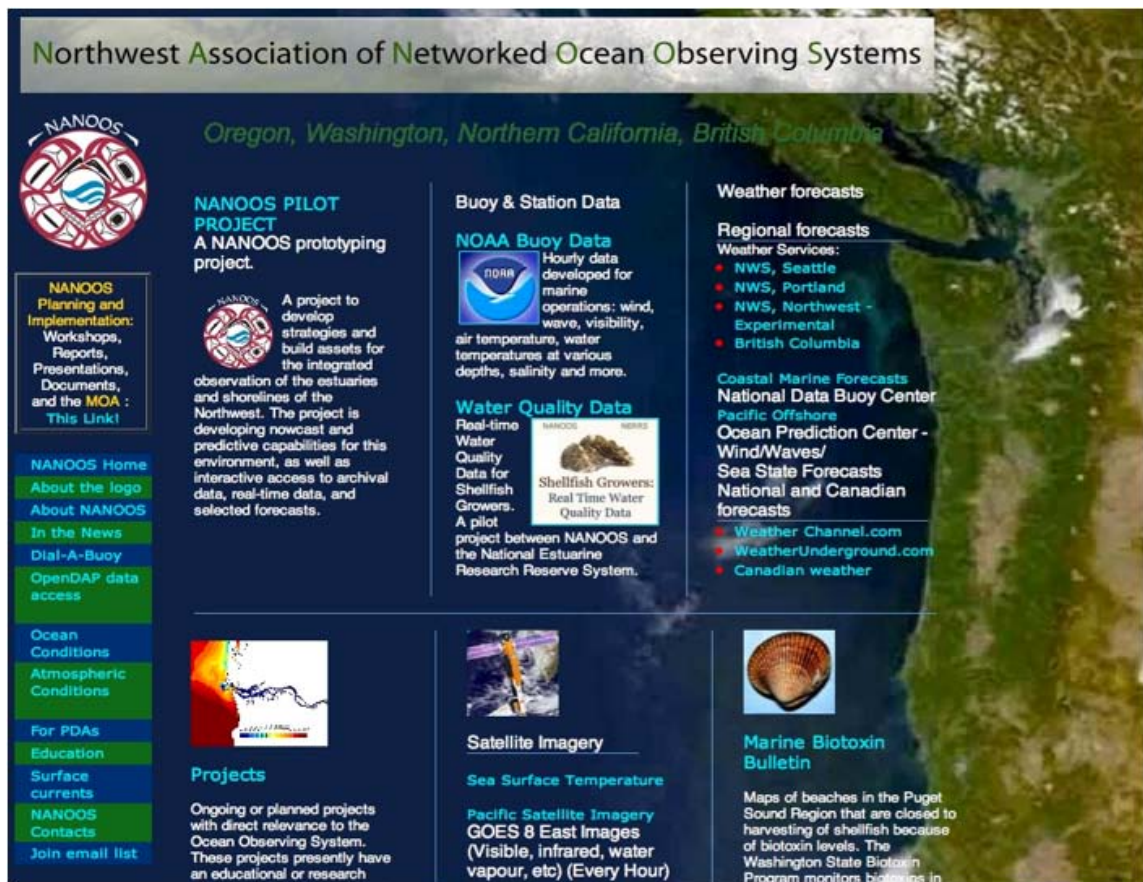 Northwest Association of Networked Ocean Observing Systems
Oregon, Washington, Northern California, British Columbia
NANOOS
NANOOS
Planning and
Implementation:
Workshops,
Reports,
Presentations,
Documents,
and the MOA :
This Link!
NANOOS Home
About the logo
About NANOOS
In the News
Dial-A-Buoy
OpenDAP data
access
Ocean
Conditions
Atmospheric
Conditions
For PDAs
Education
Surface
currents
NANOOS
Contacts
Join email list
NANOOS PILOT
PROJECT
A NANOOS prototyping
project.
NANOOS
A project to
develop
strategies and
build assets for
the integrated
observation of the estuaries
and shorelines of the
Northwest. The project is
developing nowcast and
predictive capabilities for this
environment, as well as
interactive access to archival
data, real-time data, and
selected forecasts.
Buoy & Station Data
NOAA Buoy Data
NOAA
Hourly data
developed for
marine
operations: wind,
wave, visibility,
air temperature, water
temperatures at various
depths, salinity and more.
Water Quality Data
Real-time
Water
Quality
Data for
Shellfish
Growers.
A pilot
project between NANOOS and
the National Estuarine
Research Reserve System.
NANOOS NERRS
Shellfish Growers:
Real Time Water
Quality Data
Weather forecasts
Regional forecasts
Weather Services:
NWS, Seattle
NWS, Portland
NWS, Northwest -
Experimental
British Columbia
Coastal Marine Forecasts
National Data Buoy Center
Pacific Offshore
Ocean Prediction Center -
Wind/Waves/
Sea State Forecasts
National and Canadian
forecasts
Weather Channel.com
WeatherUnderground.com
Canadian weather
Projects
Ongoing or planned projects
with direct relevance to the
Ocean Observing System.
These projects presently have
an educational or research
Satellite Imagery
Sea Surface Temperature
Pacific Satellite Imagery
GOES 8 East Images
(Visible, infrared, water
vapour, etc) (Every Hour)
Marine Biotoxin
Bulletin
Maps of beaches in the Puget
Sound Region that are closed to
harvesting of shellfish because
of biotoxin levels. The
Washington State Biotoxin
Program monitors biotoxins in